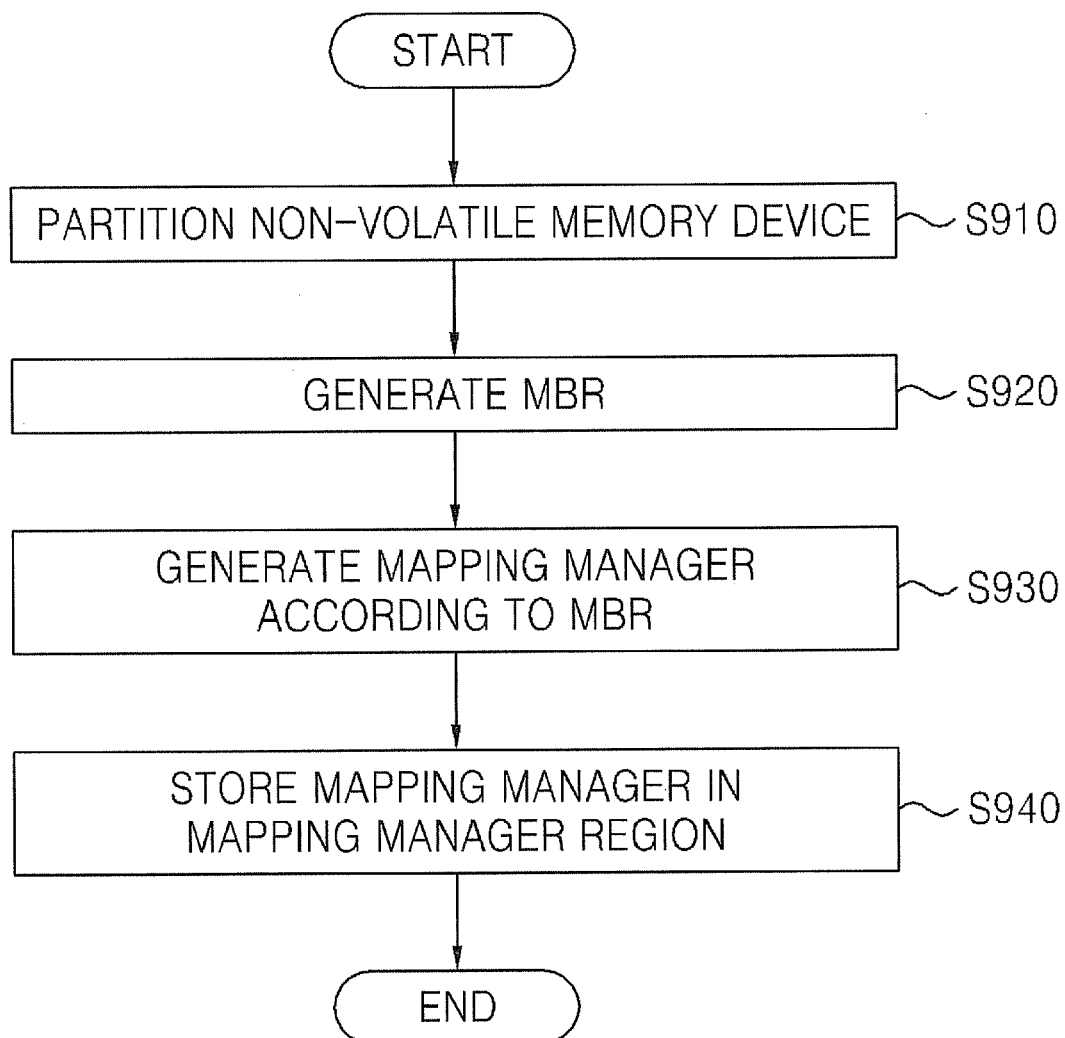 START
PARTITION NON-VOLATILE MEMORY DEVICE
S910
GENERATE MBR
S920
GENERATE MAPPING MANAGER
ACCORDING TO MBR
S930
STORE MAPPING MANAGER IN
MAPPING MANAGER REGION
S940
END